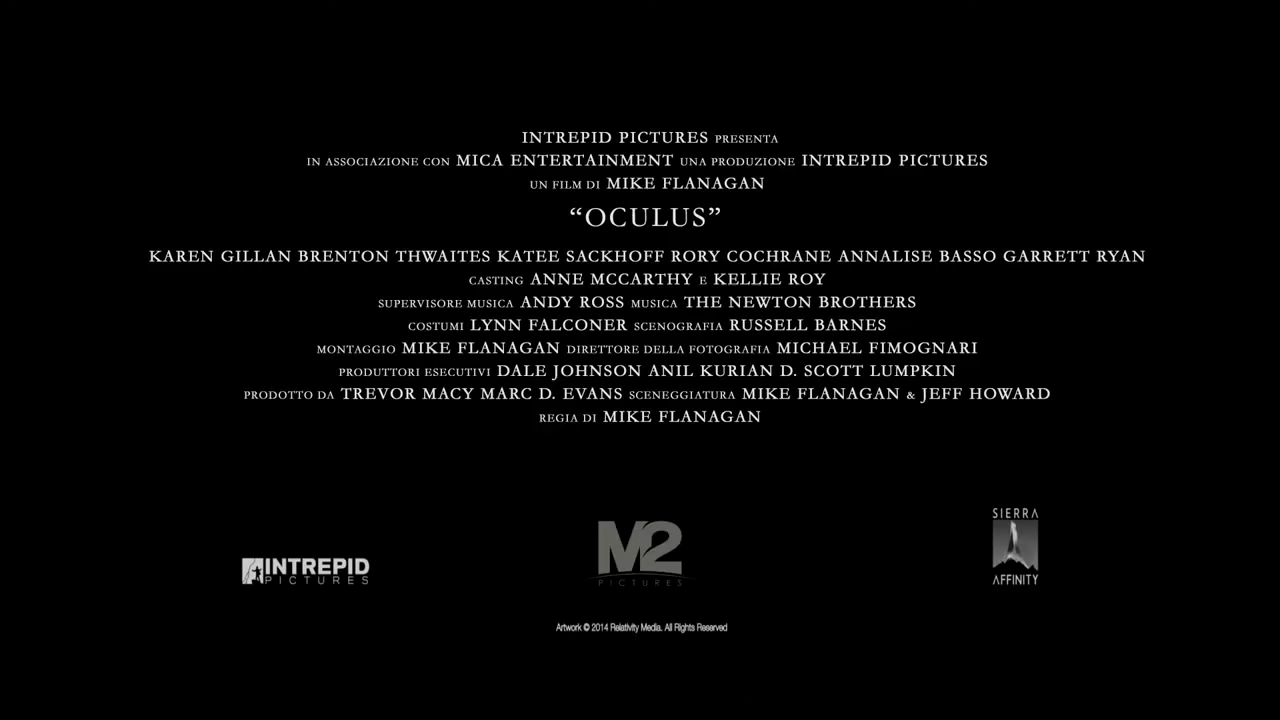 INTREPID PICTURES PRESENTA
IN ASSOCIAZIONE CON MICA ENTERTAINMENT UNA PRODUZIONE INTREPID PICTURES
UN FILM DI MIKE FLANAGAN
“OCULUS”
KAREN GILLAN BRENTON THWAITES KATEE SACKHOFF RORY COCHRANE ANNALISE BASSO GARRETT RYAN
CASTING ANNE MCCARTHY E KELLIE ROY
SUPERVISORE MUSICA ANDY ROSS MUSICA THE NEWTON BROTHERS
COSTUMI LYNN FALCONER SCENOGRAFIA RUSSELL BARNES
MONTAGGIO MIKE FLANAGAN DIRETTORE DELLA FOTOGRAFIA MICHAEL FIMOGNARI
PRODUTTORI ESECUTIVI DALE JOHNSON ANIL KURIAN D. SCOTT LUMPKIN
PRODOTTO DA TREVOR MACY MARC D. EVANS SCENEGGIATURA MIKE FLANAGAN & JEFF HOWARD
REGIA DI MIKE FLANAGAN
INTREPID
PICTURES
M2
PICTURES
SIERRA
AFFINITY
Artwork © 2014 Relativity Media. All Rights Reserved